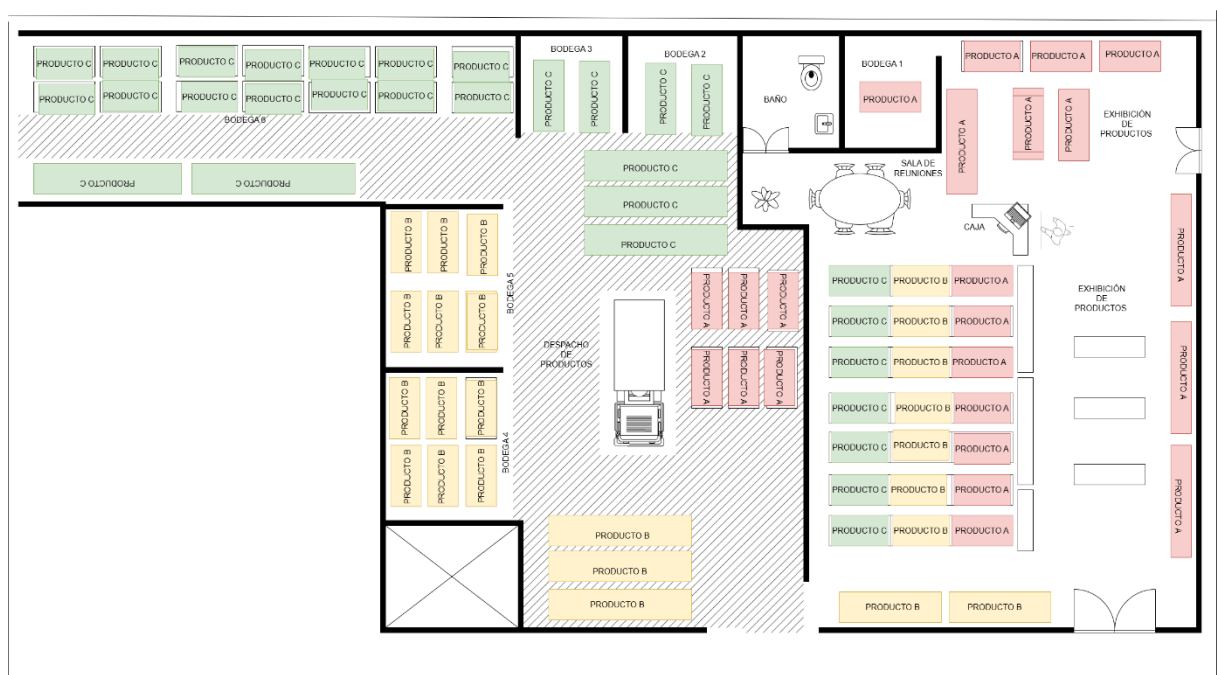 PRODUCTO C
PRODUCTO C
PRODUCTO C
PRODUCTO C
PRODUCTO C
PRODUCTO C
PRODUCTO C
PRODUCTO C
PRODUCTO C
PRODUCTO C
PRODUCTO C
PRODUCTO C
PRODUCTO C
PRODUCTO C
BODEGA 6
PRODUCTO C
PRODUCTO C
BODEGA 3
PRODUCTO C
PRODUCTO C
BODEGA 2
PRODUCTO C
PRODUCTO C
BAÑO
BODEGA 1
PRODUCTO A
PRODUCTO A
PRODUCTO A
PRODUCTO A
PRODUCTO A
PRODUCTO A
PRODUCTO A
EXHIBICIÓN
DE
PRODUCTOS
SALA DE
REUNIONES
CAJA
PRODUCTO C
PRODUCTO C
PRODUCTO C
PRODUCTO B
PRODUCTO B
PRODUCTO B
PRODUCTO B
PRODUCTO B
PRODUCTO B
BODEGA 5
PRODUCTO B
PRODUCTO B
PRODUCTO B
PRODUCTO B
PRODUCTO B
PRODUCTO B
BODEGA 4
DESPACHO
DE
PRODUCTOS
PRODUCTO A
PRODUCTO A
PRODUCTO A
PRODUCTO A
PRODUCTO A
PRODUCTO A
PRODUCTO B
PRODUCTO B
PRODUCTO B
PRODUCTO C PRODUCTO B PRODUCTO A
PRODUCTO C PRODUCTO B PRODUCTO A
PRODUCTO C PRODUCTO B PRODUCTO A
PRODUCTO C PRODUCTO B PRODUCTO A
PRODUCTO C PRODUCTO B PRODUCTO A
PRODUCTO C PRODUCTO B PRODUCTO A
PRODUCTO C PRODUCTO B PRODUCTO A
EXHIBICIÓN
DE
PRODUCTOS
PRODUCTO A
PRODUCTO A
PRODUCTO A
PRODUCTO B
PRODUCTO B